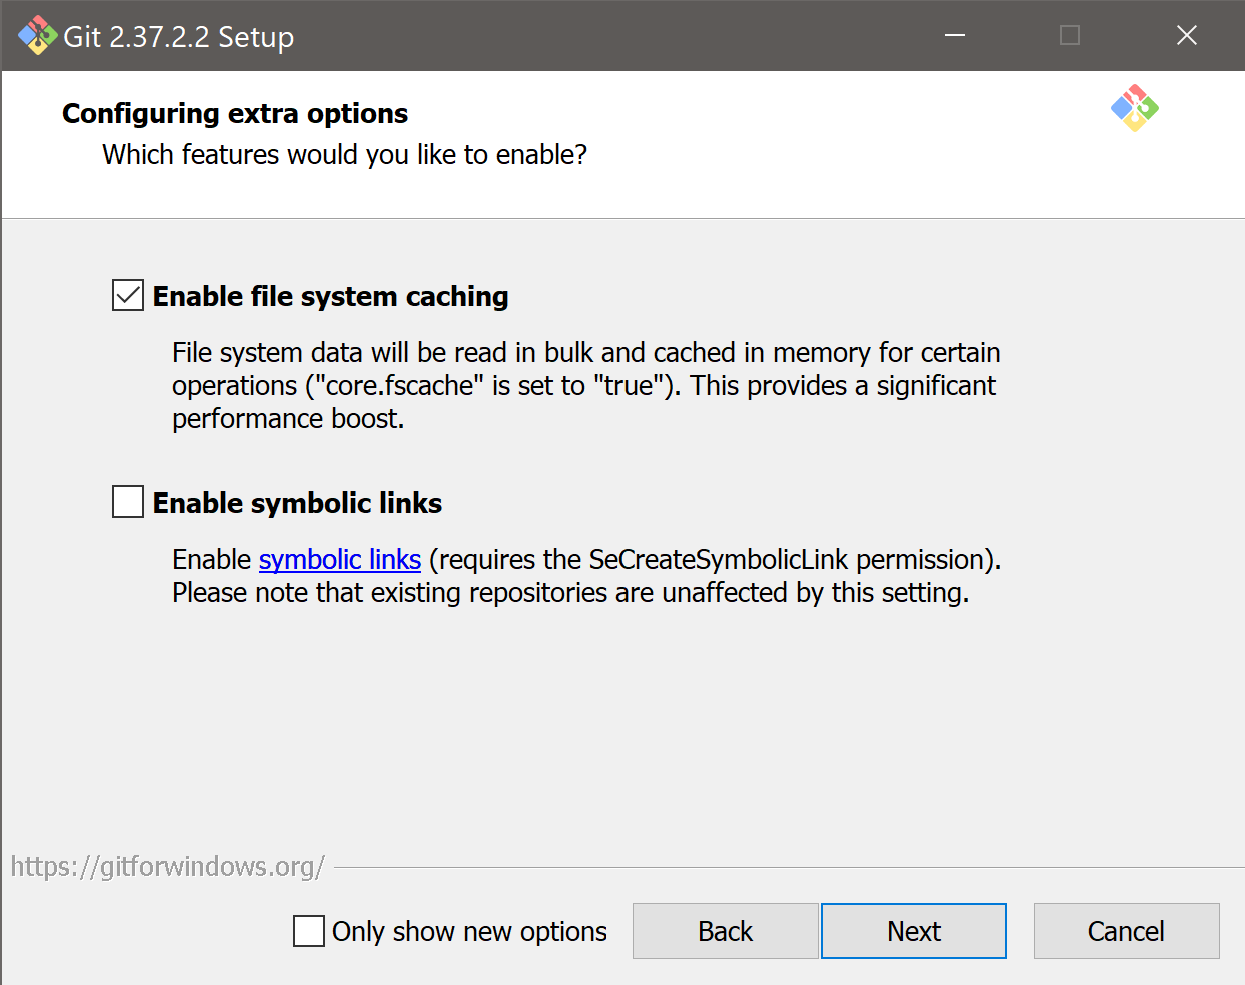 Git 2.37.2.2 Setup
Configuring extra options
Which features would you like to enable?
Enable file system caching
File system data will be read in bulk and cached in memory for certain
operations ("core.fscache" is set to "true"). This provides a significant
performance boost.
Enable symbolic links
Enable symbolic links (requires the SeCreateSymbolicLink permission).
Please note that existing repositories are unaffected by this setting.
https://gitforwindows.org/
Only show new options
Back
Next
Cancel